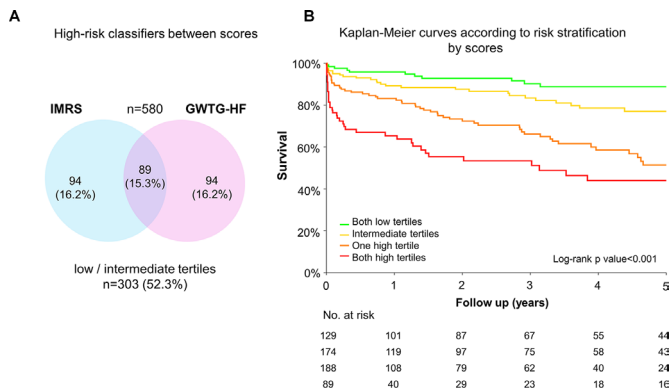 A
High-risk classifiers between scores
IMRS
n=580
GWTG-HF
94
(16.2%)
89
(15.3%)
94
(16.2%)
low / intermediate tertiles
n=303 (52.3%)
B
Kaplan-Meier curves according to risk stratification
by scores
Survival
100%
80%
60%
40%
20%
0%
Both low tertiles
Intermediate tertiles
One high tertile
Both high tertiles
Log-rank p value<0.001
0 1 2 3 4 5
Follow up (years)
No. at risk
129 101 87 67 55 44
174 119 97 75 58 43
188 108 79 62 40 24
89 40 29 23 18 16